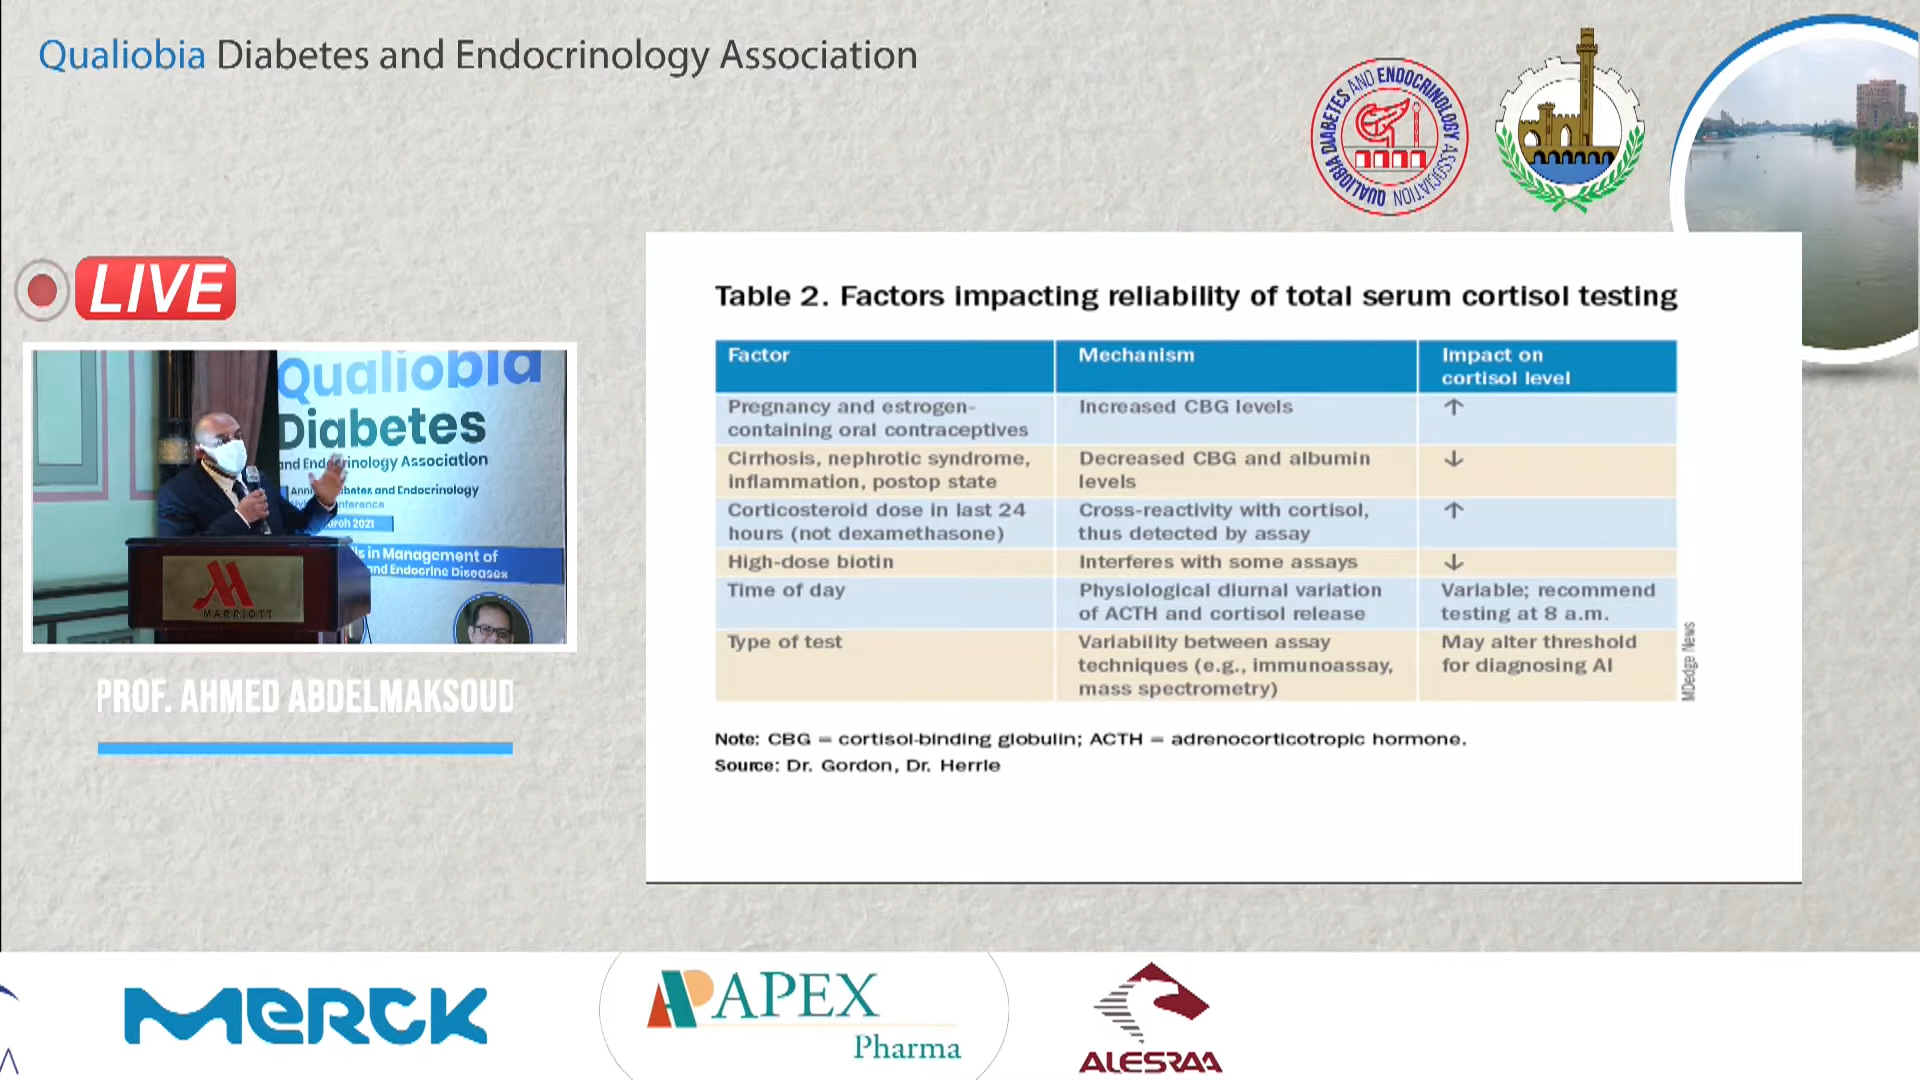 Qualiobia Diabetes and Endocrinology Association
QUALIOBIA DIABETES AND ENDOCRINOLOGY ASSOCIATION
LIVE
Qualiobia
Diabetes
and Endocrinology Association
Diabetes and Endocrinology
Conference
March 2021
in Management of
and Endocrine Diseases
MARRIOTT
PROF. AHMED ABDELMAKSOUD
Table 2. Factors impacting reliability of total serum cortisol testing
Factor
Mechanism
Impact on
cortisol level
Pregnancy and estrogen-
containing oral contraceptives
Increased CBG levels
↑
Cirrhosis, nephrotic syndrome,
inflammation, postop state
Decreased CBG and albumin
levels
↓
Corticosteroid dose in last 24
hours (not dexamethasone)
Cross-reactivity with cortisol,
thus detected by assay
↑
High-dose biotin
Interferes with some assays
↓
Time of day
Physiological diurnal variation
of ACTH and cortisol release
Variable; recommend
testing at 8 a.m.
Type of test
Variability between assay
techniques (e.g., immunoassay,
mass spectrometry)
May alter threshold
for diagnosing AI
MDedge News
Note: CBG = cortisol-binding globulin; ACTH = adrenocorticotropic hormone.
Source: Dr. Gordon, Dr. Herrle
MERCK
APEX
Pharma
ALESRAA